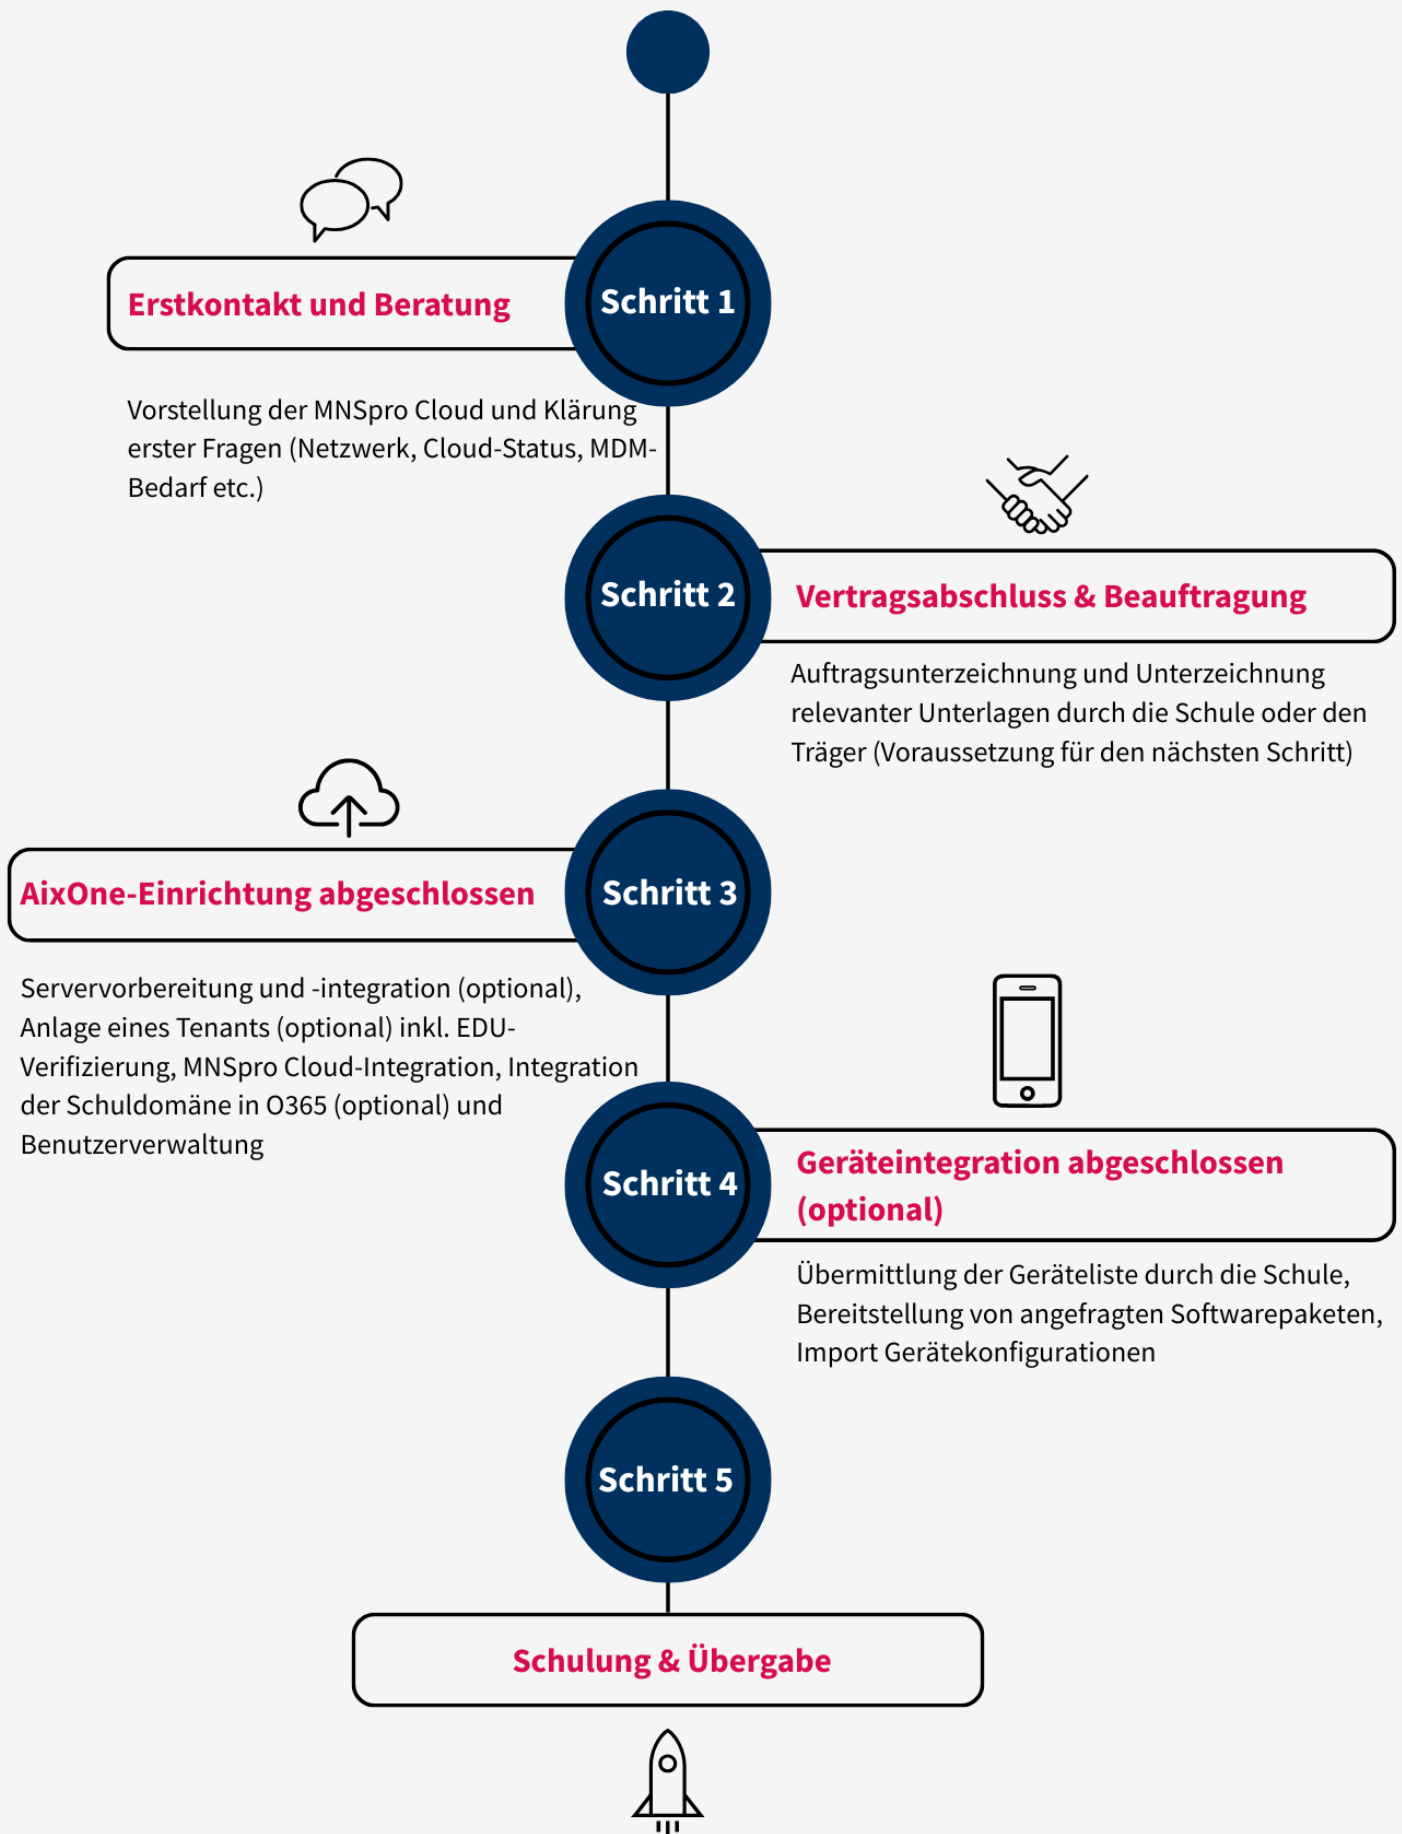 Schritt 1
Erstkontakt und Beratung
Vorstellung der MNSpro Cloud und Klärung
erster Fragen (Netzwerk, Cloud-Status, MDM-
Bedarf etc.)
Schritt 2
Vertragsabschluss & Beauftragung
Auftragsunterzeichnung und Unterzeichnung
relevanter Unterlagen durch die Schule oder den
Träger (Voraussetzung für den nächsten Schritt)
Schritt 3
AixOne-Einrichtung abgeschlossen
Servervorbereitung und -integration (optional),
Anlage eines Tenants (optional) inkl. EDU-
Verifizierung, MNSpro Cloud-Integration, Integration
der Schuldomäne in O365 (optional) und
Benutzerverwaltung
Schritt 4
Geräteintegration abgeschlossen
(optional)
Übermittlung der Geräteliste durch die Schule,
Bereitstellung von angefragten Softwarepaketen,
Import Gerätekonfigurationen
Schritt 5
Schulung & Übergabe